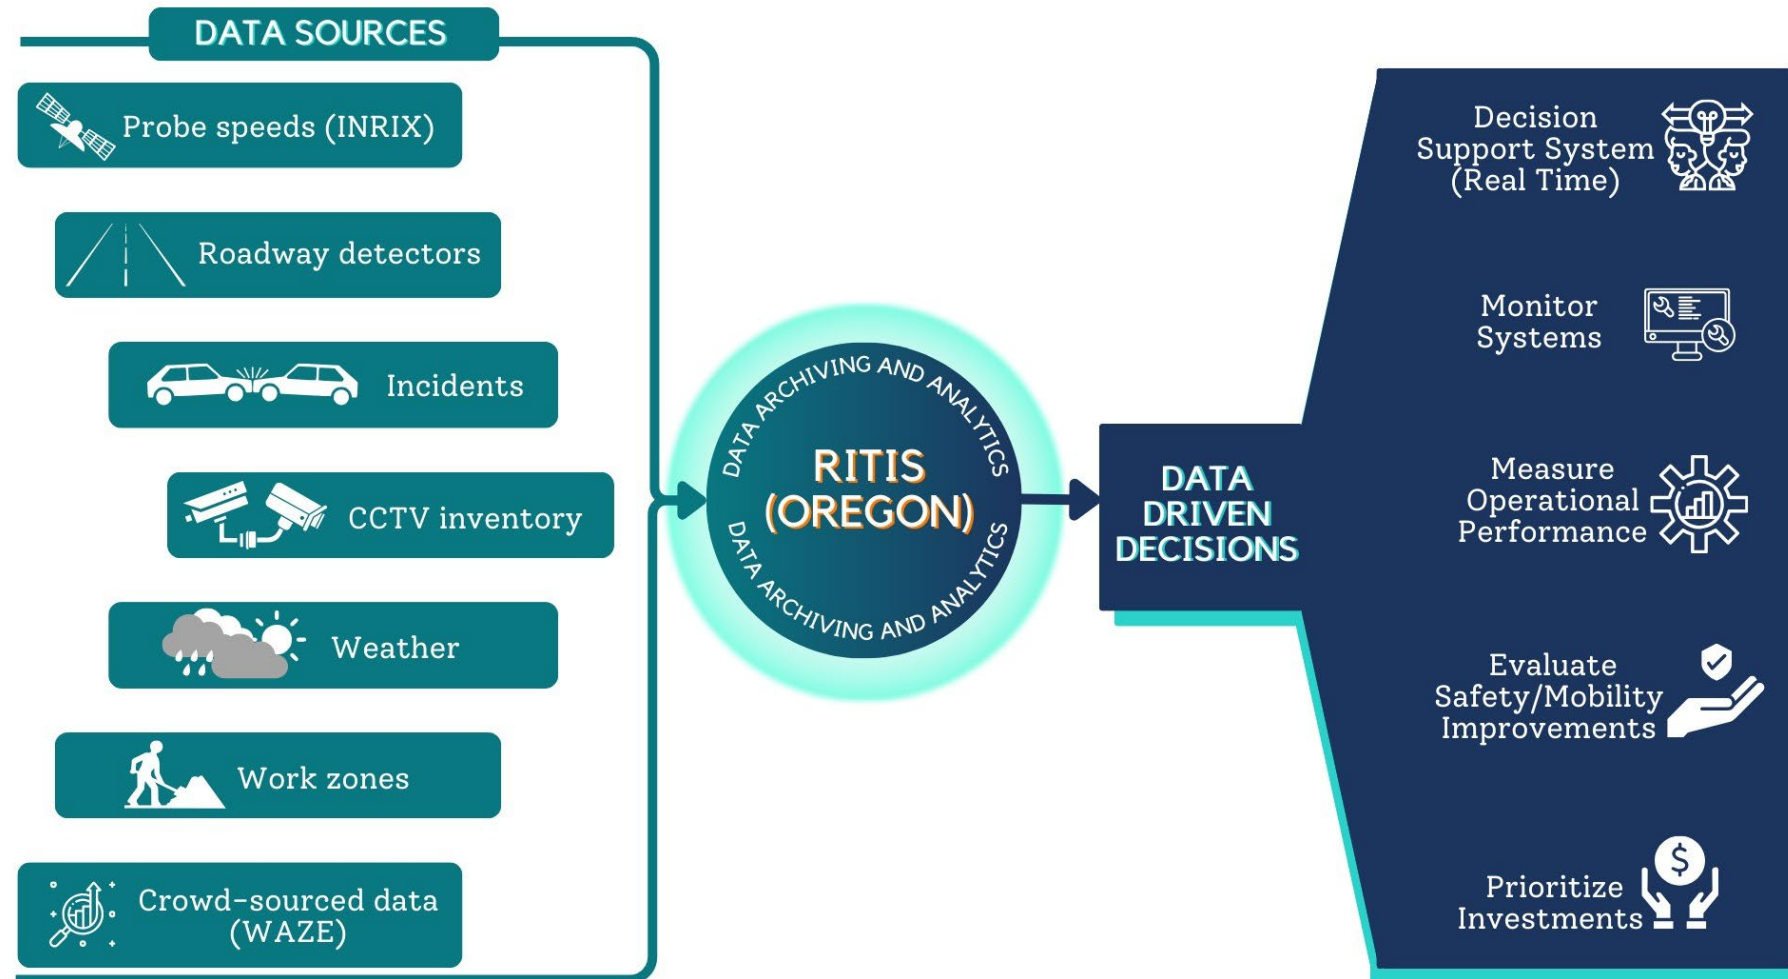 DATA SOURCES
Probe speeds (INRIX)
Roadway detectors
Incidents
CCTV inventory
Weather
Work zones
Crowd-sourced data
(WAZE)
DATA ARCHIVING AND ANALYTICS
RITIS
(OREGON)
DATA ARCHIVING AND ANALYTICS
DATA
DRIVEN
DECISIONS
Decision
Support System
(Real Time)
Monitor
Systems
Measure
Operational
Performance
Evaluate
Safety/Mobility
Improvements
$
Prioritize
Investments